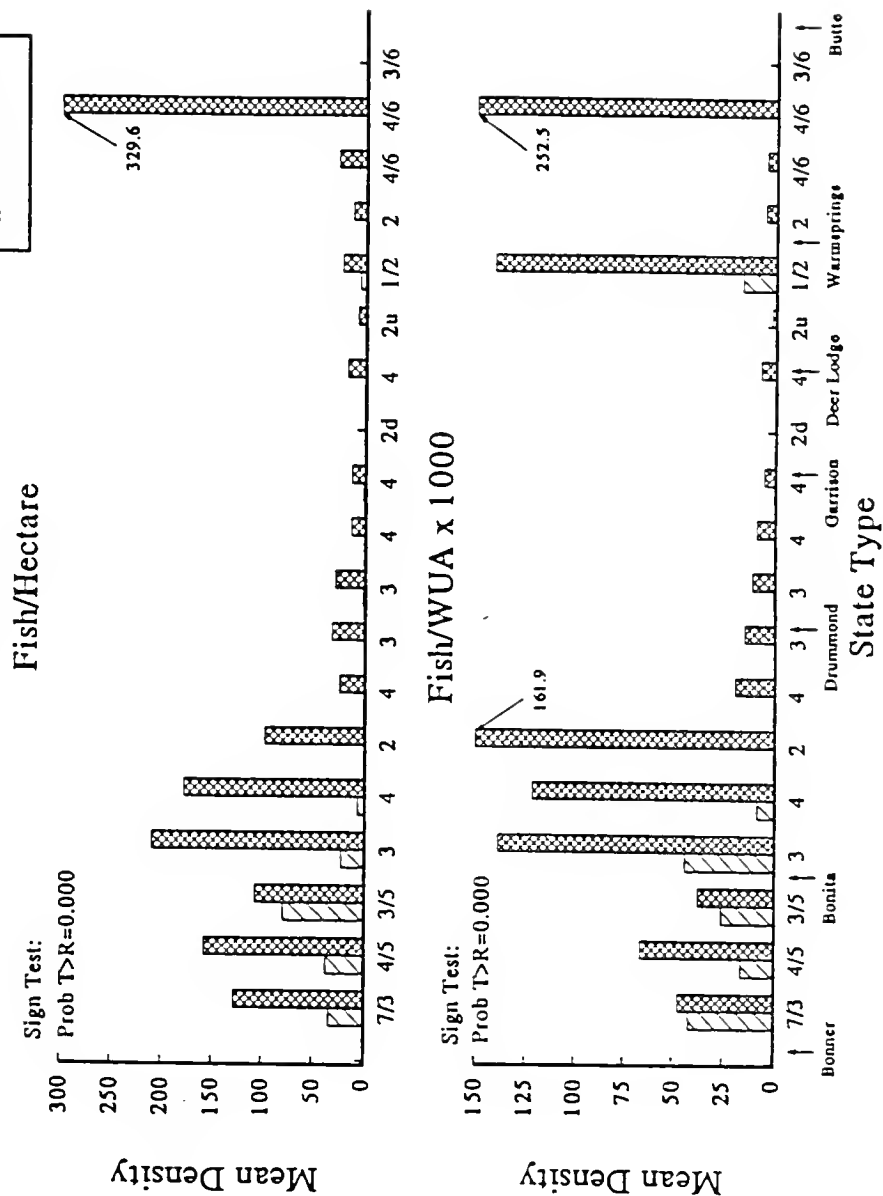 Fish/Hectare
Sign Test:
Prob T>R=0.000
Mean Density
300
250
200
150
100
50
0
329.6
7/3 4/5 3/5 3 4 2 4 3 3 4 4 2d 4 2u 1/2 2 4/6 4/6 3/6
Fish/WUA x 1000
Sign Test:
Prob T>R=0.000
Mean Density
150
125
100
75
50
25
0
161.9
252.5
7/3 4/5 3/5 3 4 2 4 3 3 4 4 2d 4 2u 1/2 2 4/6 4/6 3/6
Bonner Bonita Drummond Garrison Deer Lodge Warmsprings Butte
State Type